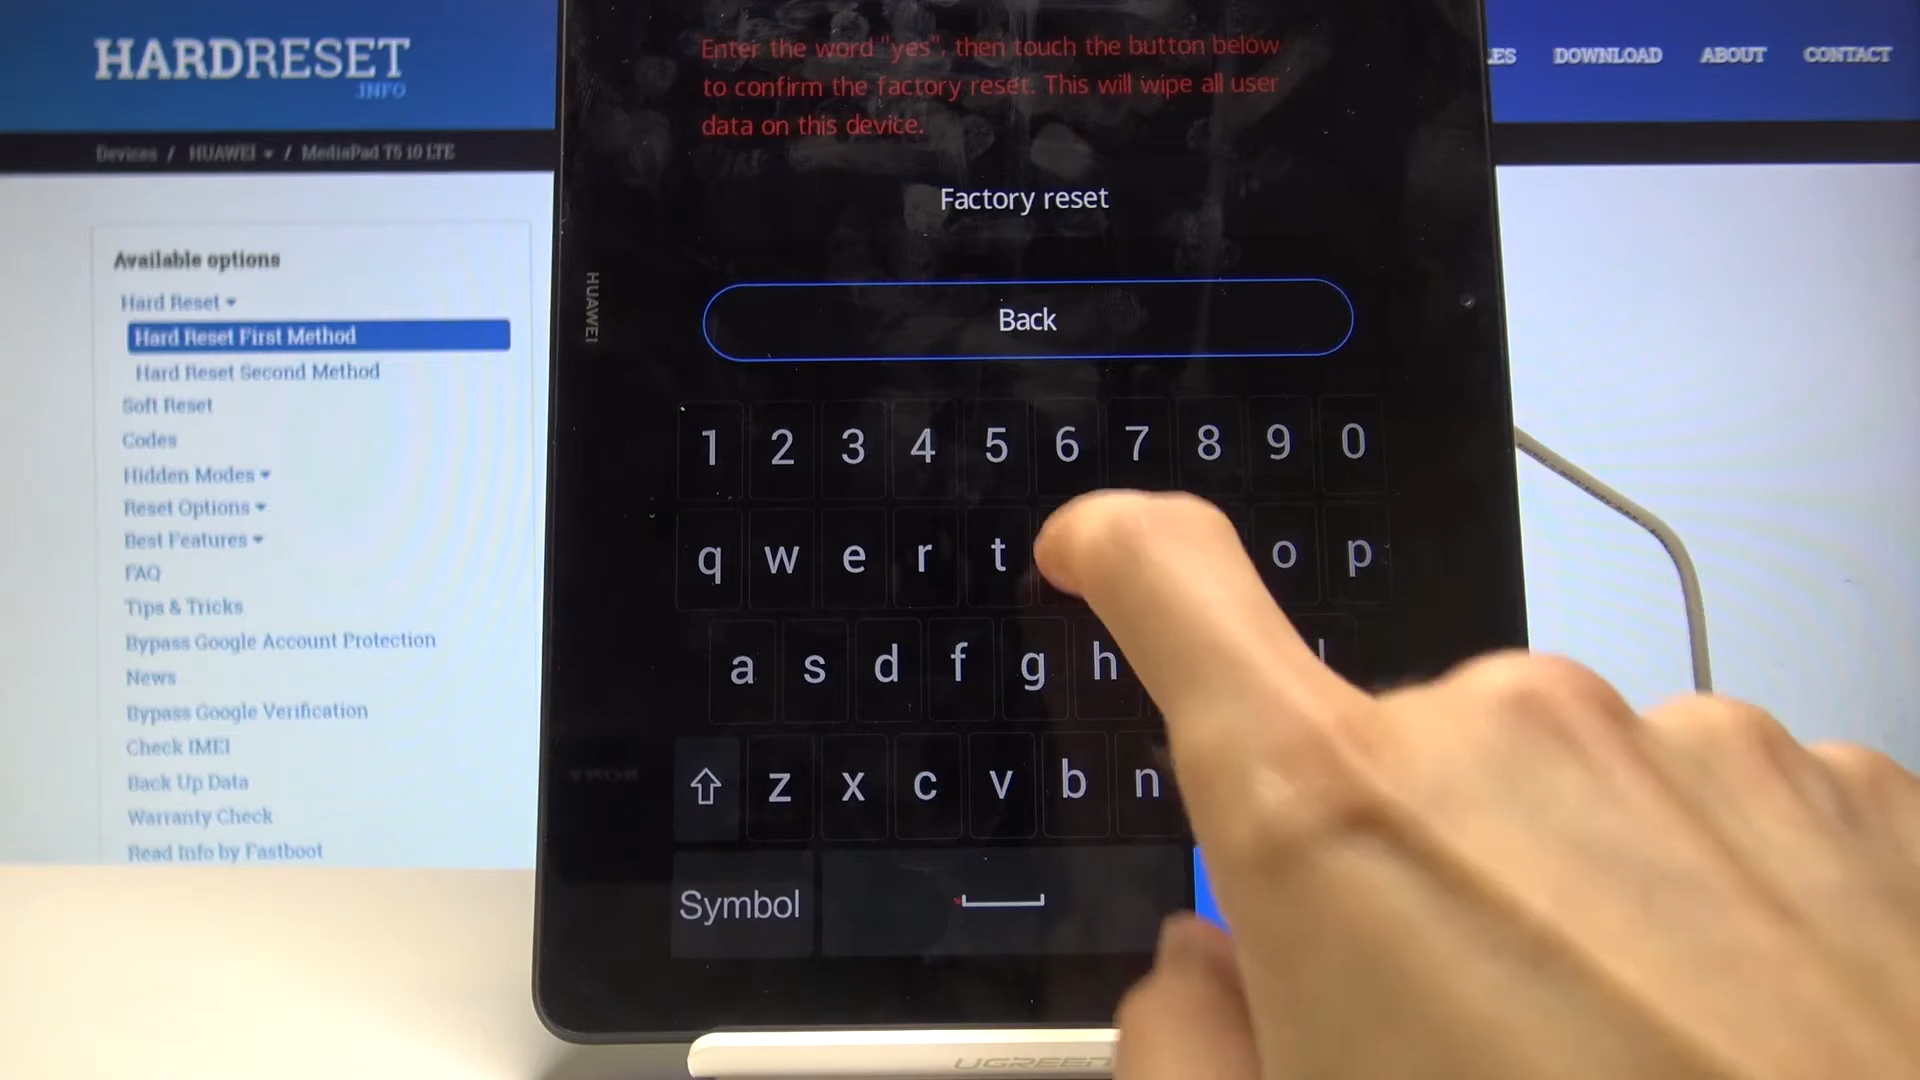 HARDRESET
.INFO
DOWNLOAD
ABOUT
CONTACT
Devices / HUAWEI / MediaPad T5 10 LTE
Available options
Hard Reset
Hard Reset First Method
Hard Reset Second Method
Soft Reset
Codes
Hidden Modes
Reset Options
Best Features
FAQ
Tips & Tricks
Bypass Google Account Protection
News
Bypass Google Verification
Check IMEI
Back Up Data
Warranty Check
Read Info by Fastboot
HUAWEI
Enter the word "yes", then touch the button below
to confirm the factory reset. This will wipe all user
data on this device.
Factory reset
Back
1 2 3 4 5 6 7 8 9 0
q w e r t o p
a s d f g h l
z x c v b n
Symbol
UGREEN